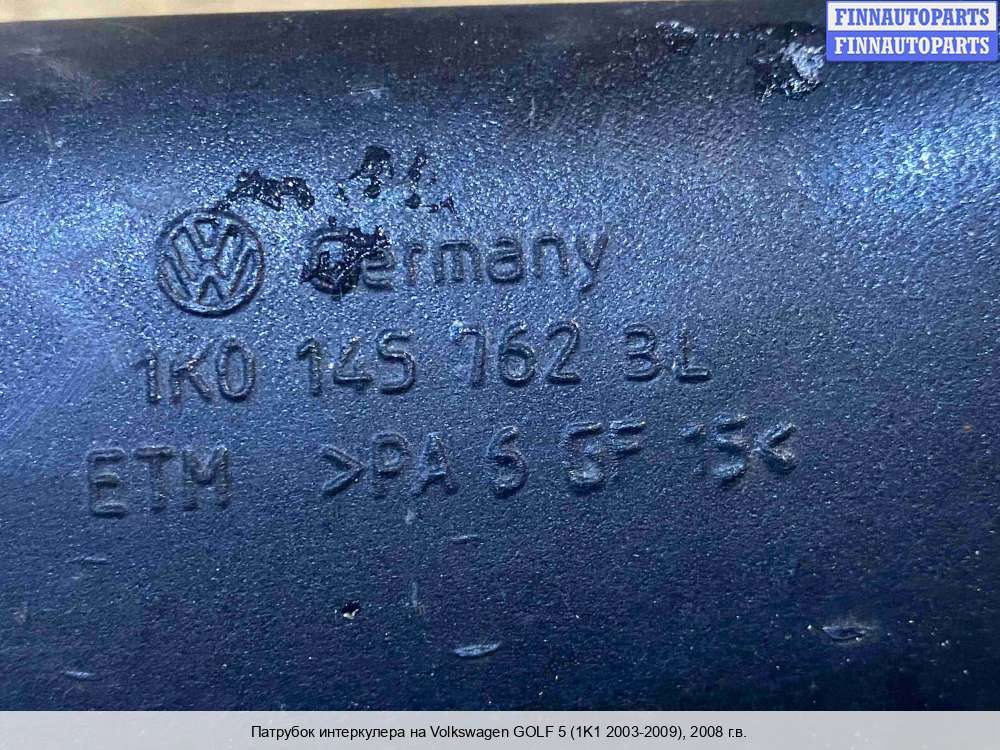 FINNAUTOPARTS
FINNAUTOPARTS
Germany
1K0 145 762 BL
ETM >PA 6 GF 15<
Патрубок интеркулера на Volkswagen GOLF 5 (1K1 2003-2009), 2008 г.в.